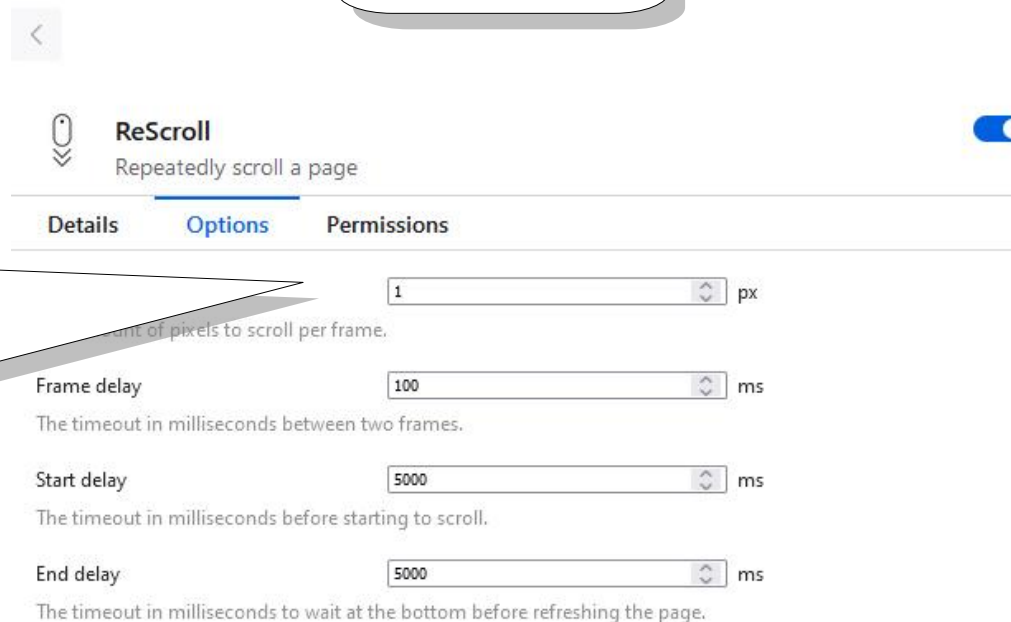 ReScroll
Repeatedly scroll a page
Details Options Permissions
1 px
of pixels to scroll per frame.
Frame delay 100 ms
The timeout in milliseconds between two frames.
Start delay 5000 ms
The timeout in milliseconds before starting to scroll.
End delay 5000 ms
The timeout in milliseconds to wait at the bottom before refreshing the page.